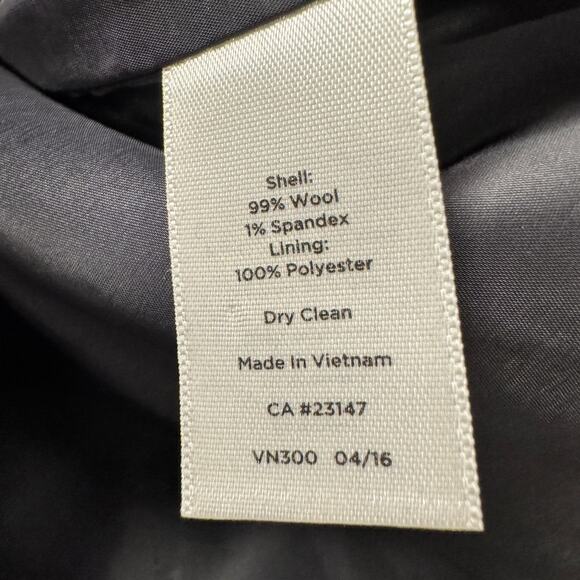 Shell:
99% Wool
1% Spandex
Lining:
100% Polyester
Dry Clean
Made In Vietnam
CA #23147
VN300 04/16